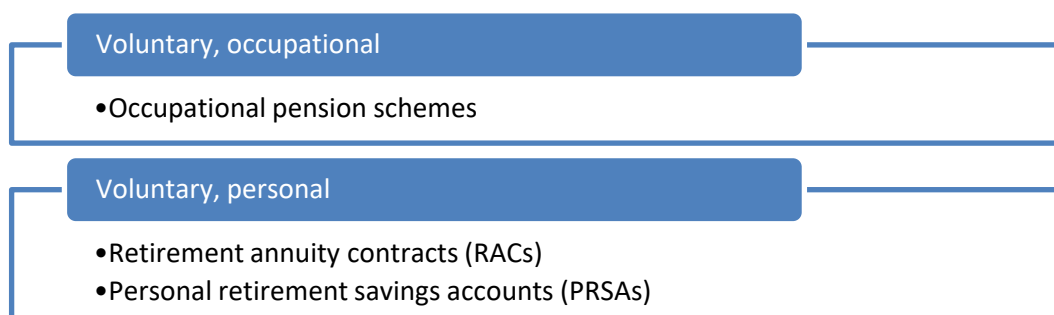 Voluntary, occupational
•Occupational pension schemes
Voluntary, personal
•Retirement annuity contracts (RACs)
•Personal retirement savings accounts (PRSAs)